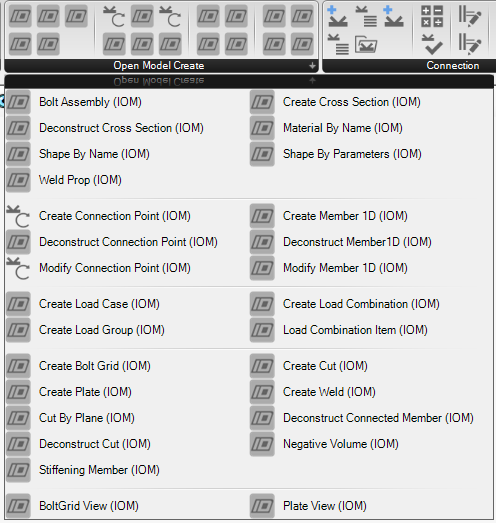 Open Model Create
Connection
Open Model Create
Bolt Assembly (IOM)
Create Cross Section (IOM)
Deconstruct Cross Section (IOM)
Material By Name (IOM)
Shape By Name (IOM)
Shape By Parameters (IOM)
Weld Prop (IOM)
Create Connection Point (IOM)
Create Member 1D (IOM)
Deconstruct Connection Point (IOM)
Deconstruct Member1D (IOM)
Modify Connection Point (IOM)
Modify Member 1D (IOM)
Create Load Case (IOM)
Create Load Combination (IOM)
Create Load Group (IOM)
Load Combination Item (IOM)
Create Bolt Grid (IOM)
Create Cut (IOM)
Create Plate (IOM)
Create Weld (IOM)
Cut By Plane (IOM)
Deconstruct Connected Member (IOM)
Deconstruct Cut (IOM)
Negative Volume (IOM)
Stiffening Member (IOM)
BoltGrid View (IOM)
Plate View (IOM)